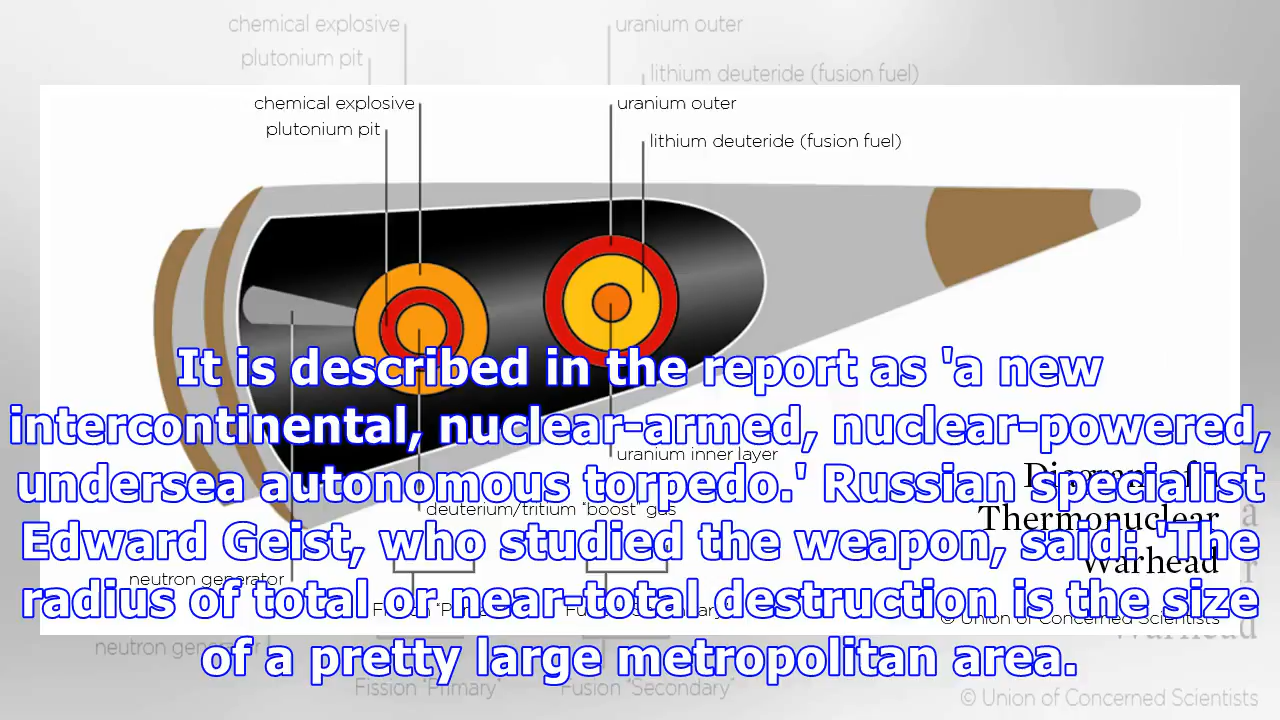 chemical explosive
uranium outer
plutonium pit
lithium deuteride (fusion fuel)
chemical explosive
uranium outer
plutonium pit
lithium deuteride (fusion fuel)
It is described in the report as 'a new
intercontinental, nuclear-armed, nuclear-powered,
undersea autonomous torpedo.' Russian specialist
Edward Geist, who studied the weapon, said: 'The
radius of total or near-total destruction is the size
of a pretty large metropolitan area.
uranium inner layer
deuterium/tritium "boost" gas
Diagram of a
Thermonuclear
Warhead
neutron generator
© Union of Concerned Scientists
neutron gener
Warhead
Fission "Primary"
Fusion "Secondary"
© Union of Concerned Scientists